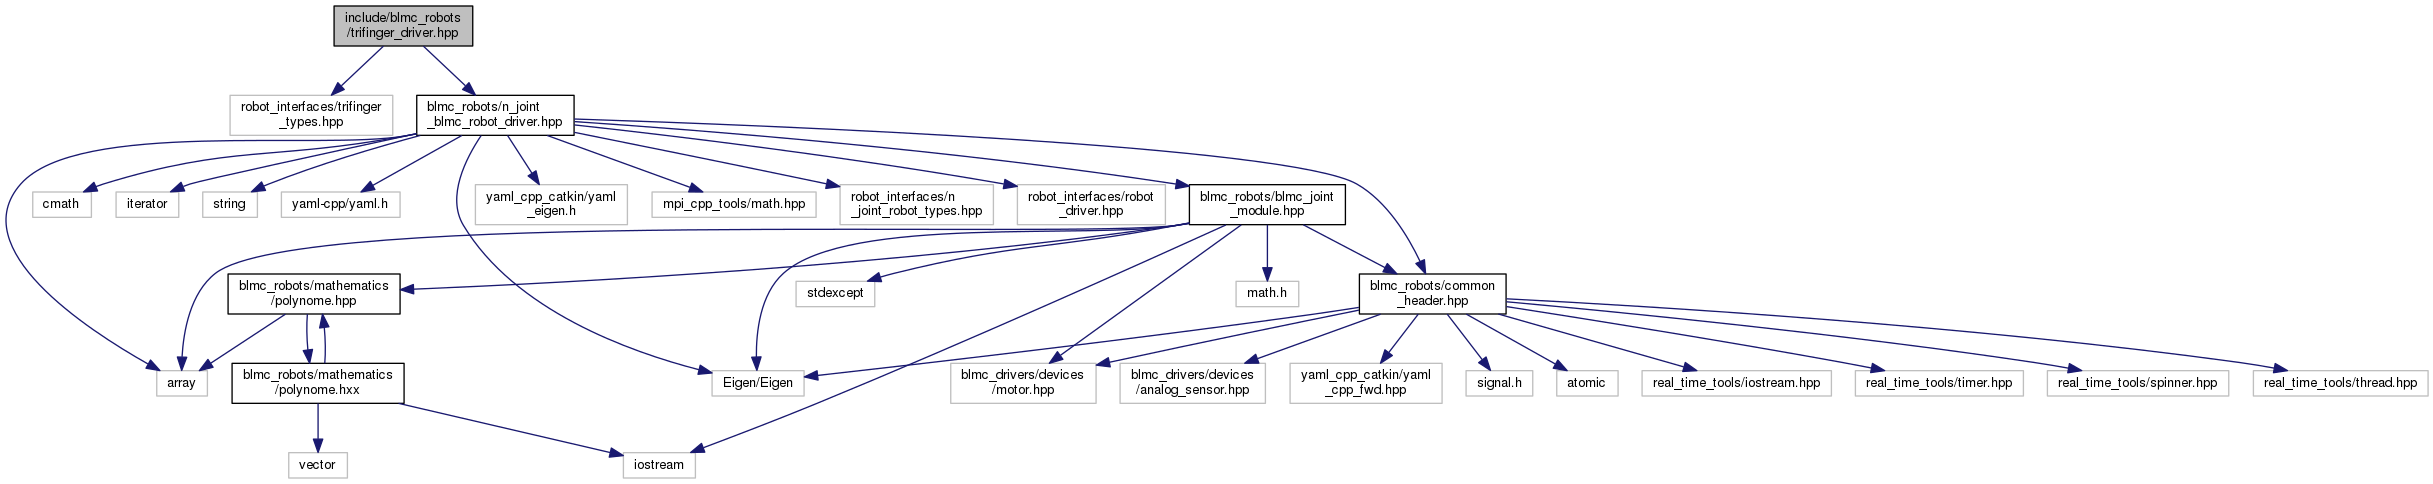 include/blmc_robots
/trifinger_driver.hpp
robot_interfaces/trifinger
_types.hpp
blmc_robots/n_joint
_blmc_robot_driver.hpp
cmath
iterator
string
yaml-cpp/yaml.h
yaml_cpp_catkin/yaml
_eigen.h
mpi_cpp_tools/math.hpp
robot_interfaces/n
_joint_robot_types.hpp
robot_interfaces/robot
_driver.hpp
blmc_robots/blmc_joint
_module.hpp
blmc_robots/mathematics
/polynome.hpp
stdexcept
math.h
blmc_robots/common
_header.hpp
array
blmc_robots/mathematics
/polynome.hxx
Eigen/Eigen
blmc_drivers/devices
/motor.hpp
blmc_drivers/devices
/analog_sensor.hpp
yaml_cpp_catkin/yaml
_cpp_fwd.hpp
signal.h
atomic
real_time_tools/iostream.hpp
real_time_tools/timer.hpp
real_time_tools/spinner.hpp
real_time_tools/thread.hpp
vector
iostream